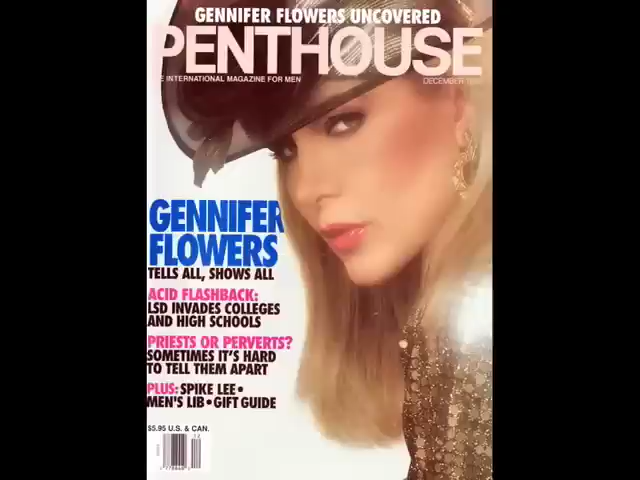 GENNIFER FLOWERS UNCOVERED
PENTHOUSE
E INTERNATIONAL MAGAZINE FOR MEN
DECEMBER
GENNIFER
FLOWERS
TELLS ALL, SHOWS ALL
ACID FLASHBACK:
LSD INVADES COLLEGES
AND HIGH SCHOOLS
PRIESTS OR PERVERTS?
SOMETIMES IT'S HARD
TO TELL THEM APART
PLUS: SPIKE LEE•
MEN'S LIB•GIFT GUIDE
$5.95 U.S. & CAN.
12